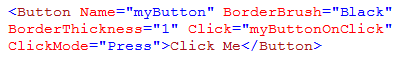 <Button Name="myButton" BorderBrush="Black"
BorderThickness="1" Click="myButtonOnClick"
ClickMode="Press">Click Me</Button>